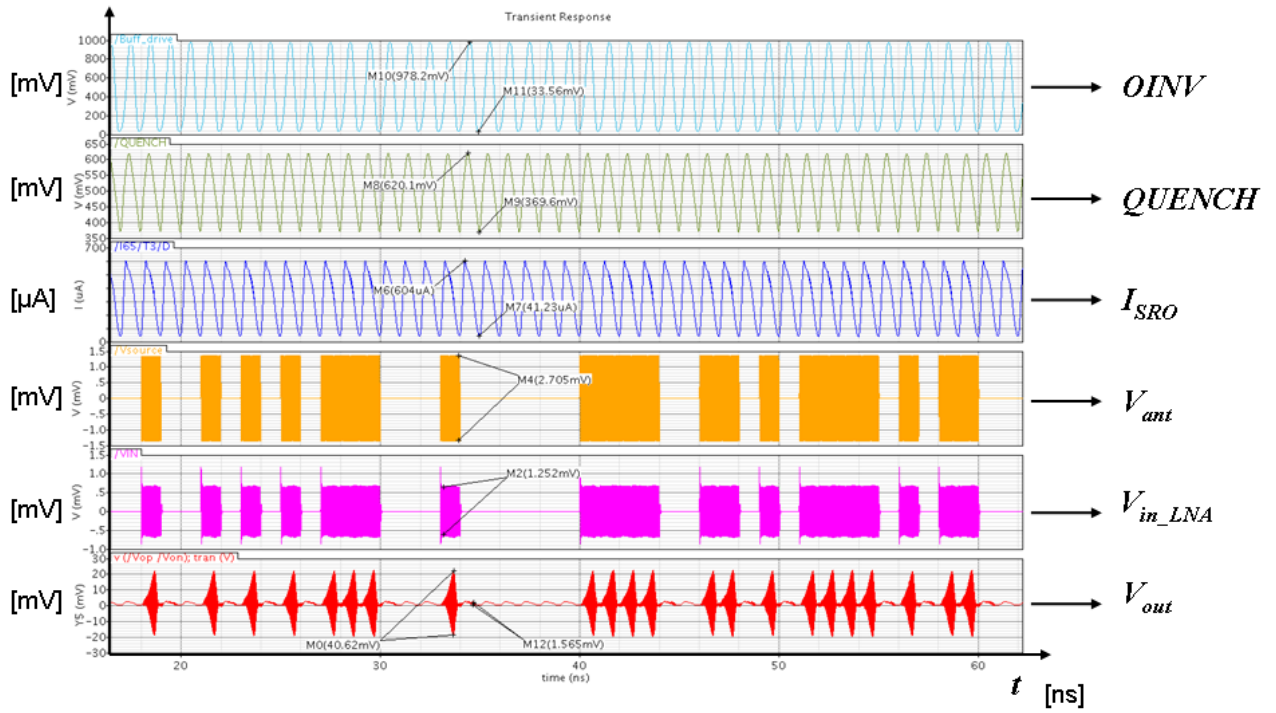 Transient Response
/Buff_drive
[mV]
V (mV)
1000
800
600
400
200
0
M10(978.2mV)
M11(33.56mV)
OINV
/QUENCH
[mV]
V (mV)
650
600
550
500
450
400
350
M8(620.1mV)
M9(369.6mV)
QUENCH
/I65/T3/D
[µA]
I (uA)
700
0
M6(604uA)
M7(41.23uA)
I_SRO
/Vsource
[mV]
V (mV)
1.5
1.0
.5
0
-.5
-1.0
-1.5
M4(2.705mV)
V_ant
/VIN
[mV]
V (mV)
1.5
1.0
.5
0
-.5
-1.0
M2(1.252mV)
V_in_LNA
v (/Vop /Von); tran (V)
[mV]
Y5 (mV)
30
20
10
0
-10
-20
-30
M0(40.62mV)
M12(1.565mV)
V_out
20
30
40
50
60
time (ns)
t [ns]